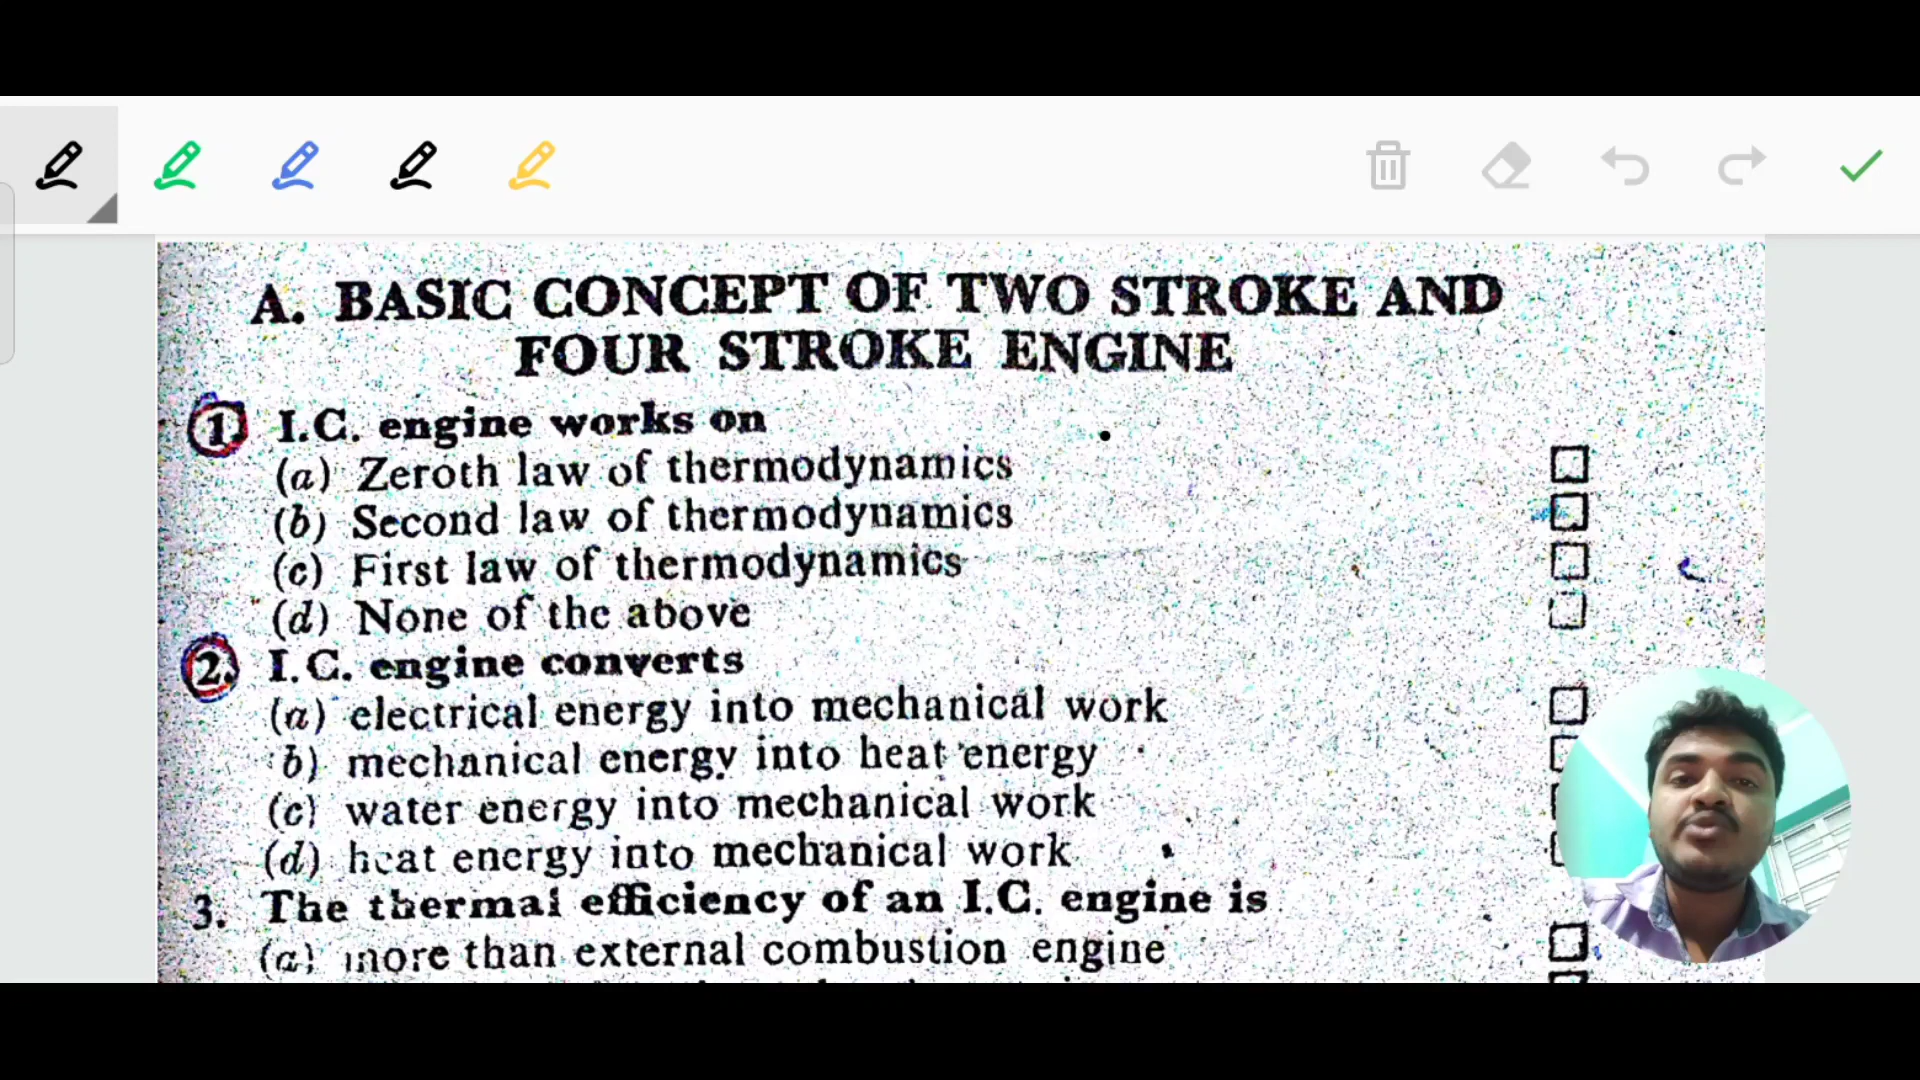 A. BASIC CONCEPT OF TWO STROKE AND
FOUR STROKE ENGINE
1 I.C. engine works on
(a) Zeroth law of thermodynamics
(b) Second law of thermodynamics
(c) First law of thermodynamics
(d) None of the above
2. I.C. engine converts
(a) electrical energy into mechanical work
b) mechanical energy into heat energy
(c) water energy into mechanical work
(d) heat energy into mechanical work
3. The thermal efficiency of an I.C. engine is
(a) more than external combustion engine